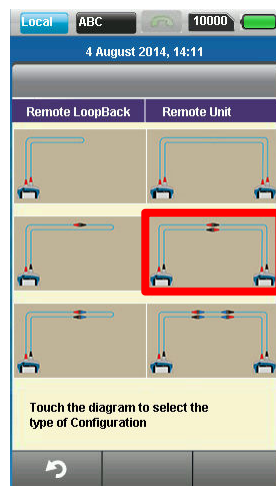 Local ABC 10000
4 August 2014, 14:11
Remote LoopBack Remote Unit
Touch the diagram to select the
type of Configuration